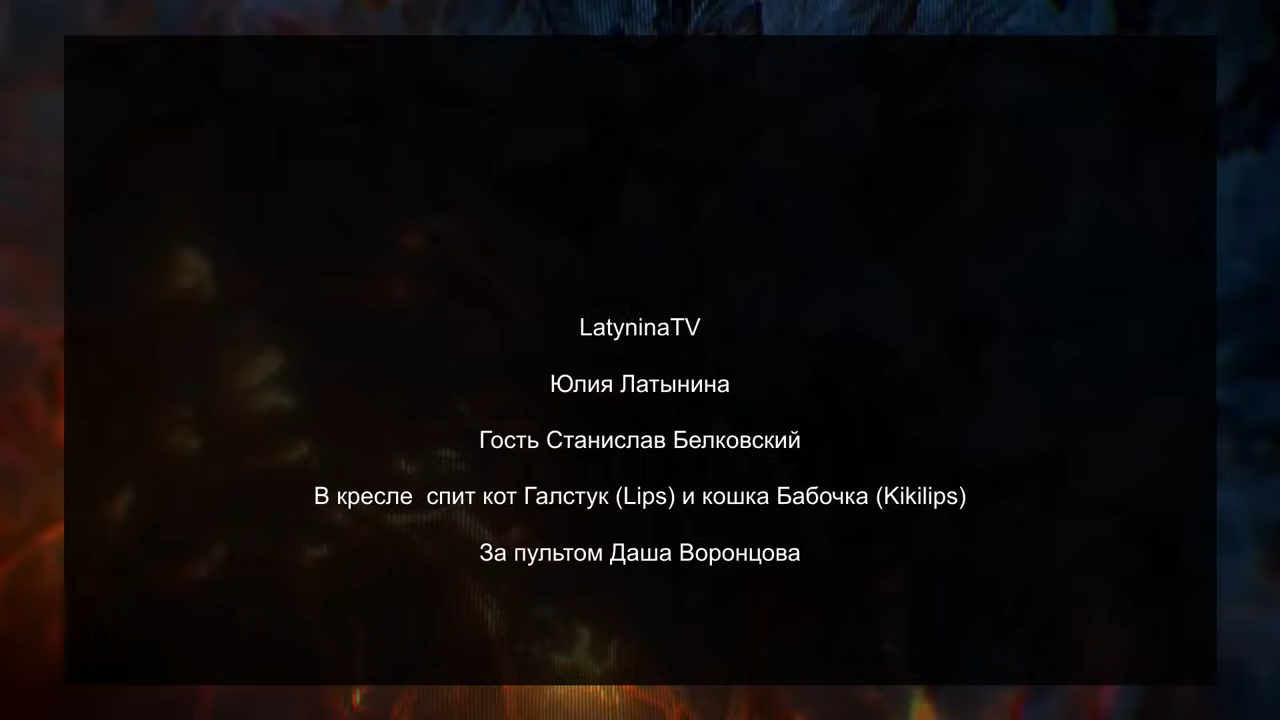 LatyninaTV
Юлия Латынина
Гость Станислав Белковский
В кресле  спит кот Галстук (Lips) и кошка Бабочка (Kikilips)
За пультом Даша Воронцова